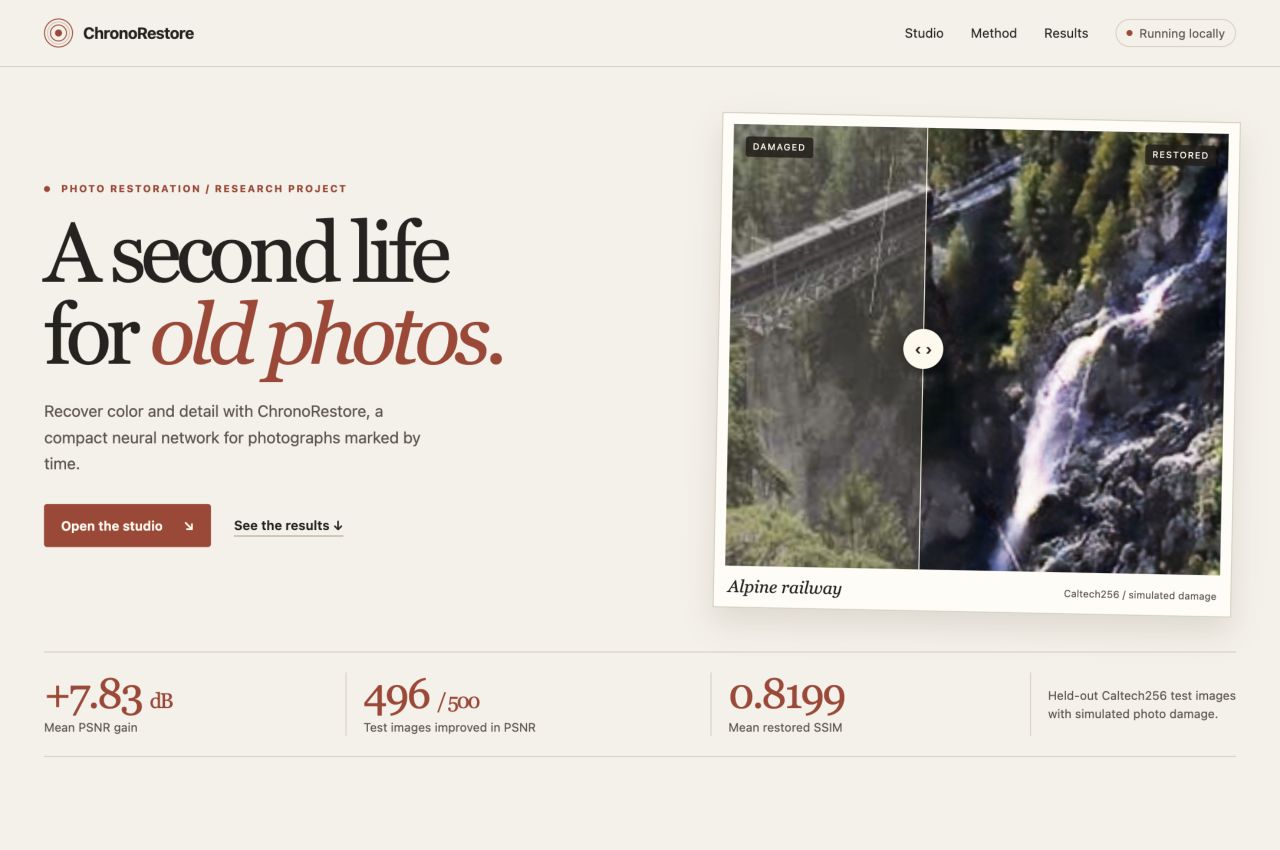 ChronoRestore
Studio
Method
Results
Running locally
PHOTO RESTORATION / RESEARCH PROJECT
A second life
for old photos.
Recover color and detail with ChronoRestore, a
compact neural network for photographs marked by
time.
Open the studio ↘
See the results ↓
DAMAGED
RESTORED
Alpine railway
Caltech256 / simulated damage
+7.83 dB
Mean PSNR gain
496 / 500
Test images improved in PSNR
0.8199
Mean restored SSIM
Held-out Caltech256 test images
with simulated photo damage.